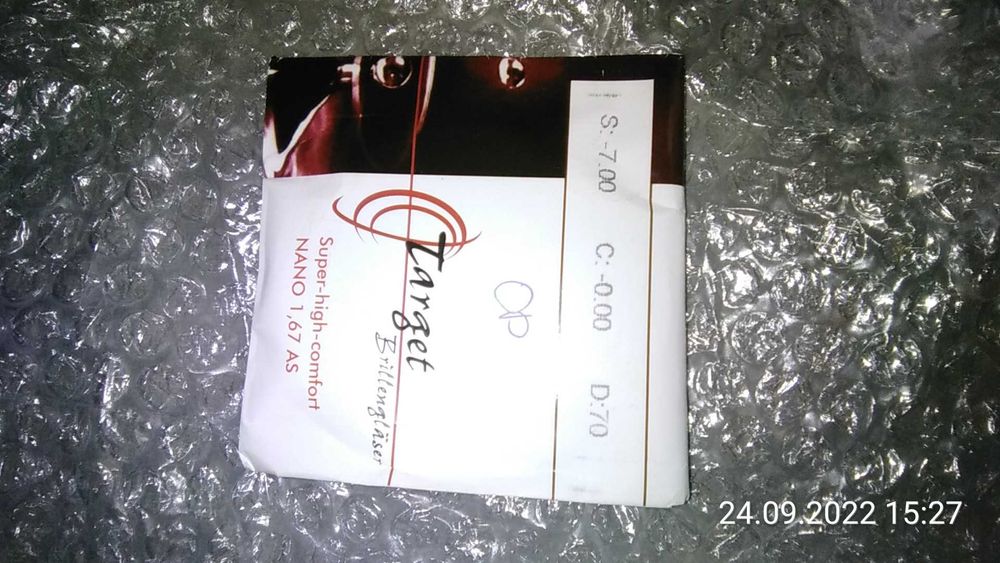 S: -7.00 C: -0.00 D:70
Target
Brillengläser
Super-high-comfort
NANO 1,67 AS
24.09.2022 15:27